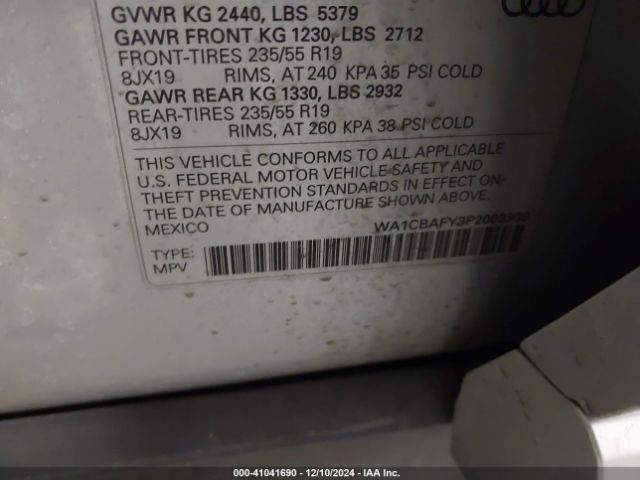 GVWR KG 2440, LBS 5379
GAWR FRONT KG 1230, LBS 2712
FRONT-TIRES 235/55 R19
8JX19 RIMS, AT 240 KPA 35 PSI COLD
GAWR REAR KG 1330, LBS 2932
REAR-TIRES 235/55 R19
8JX19 RIMS, AT 260 KPA 38 PSI COLD
THIS VEHICLE CONFORMS TO ALL APPLICABLE
U.S. FEDERAL MOTOR VEHICLE SAFETY AND
THEFT PREVENTION STANDARDS IN EFFECT ON
THE DATE OF MANUFACTURE SHOWN ABOVE.
MEXICO
TYPE:
MPV
000-41041690 - 12/10/2024 - IAA Inc.